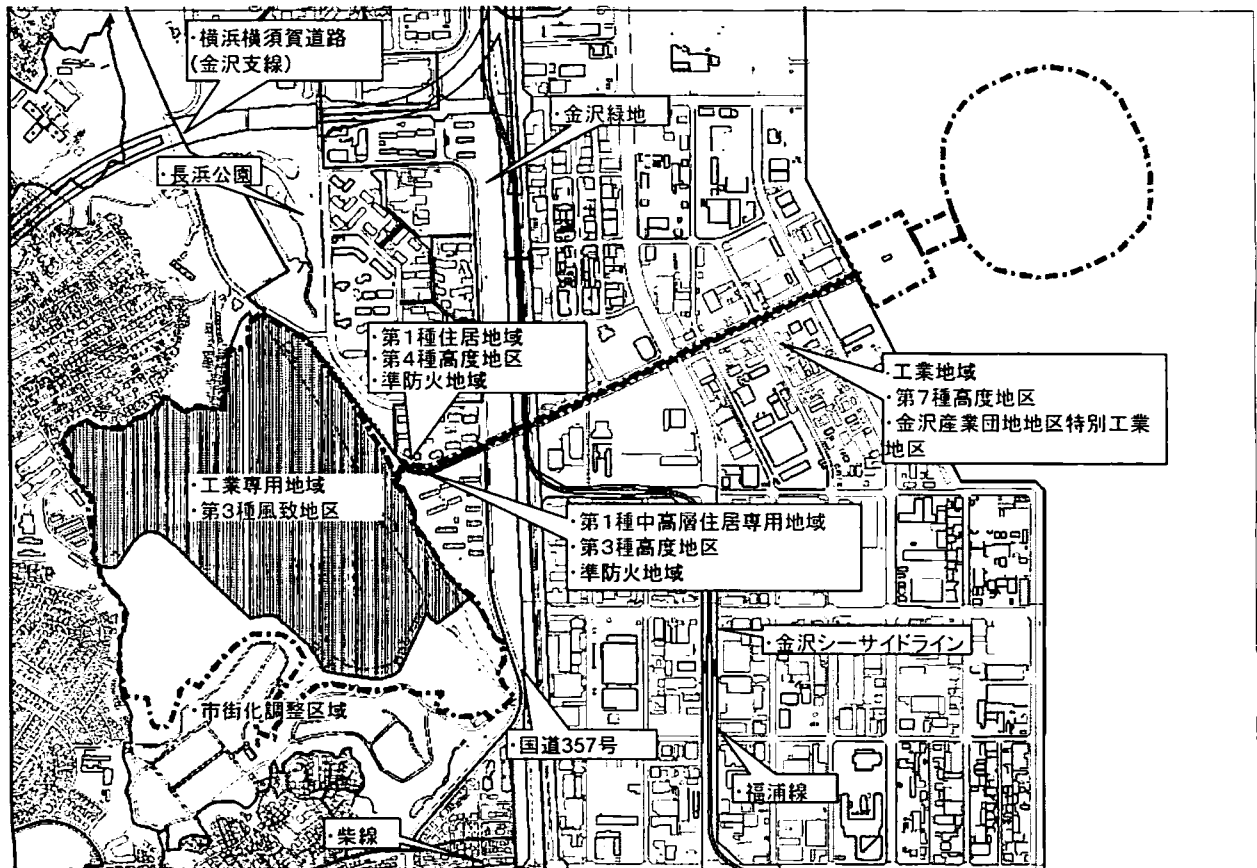 ・横浜横須賀道路
(金沢支線)
・金沢緑地
・長浜公園
・第1種住居地域
・第4種高度地区
・準防火地域
・工業地域
・第7種高度地区
・金沢産業団地地区特別工業
地区
・工業専用地域
・第3種風致地区
・第1種中高層住居専用地域
・第3種高度地区
・準防火地域
・金沢シーサイドライン
・市街化調整区域
・国道357号
・福浦線
・柴線